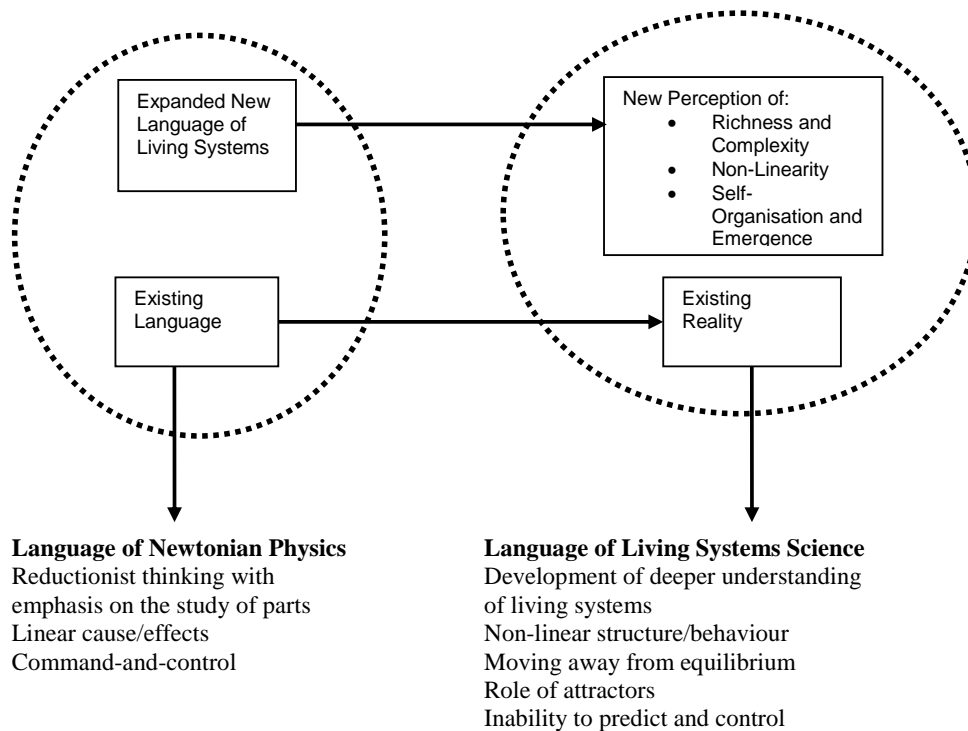 Expanded New
Language of
Living Systems
New Perception of:
• Richness and
Complexity
• Non-Linearity
• Self-
Organisation and
Emergence
Existing
Language
Existing
Reality
Language of Newtonian Physics
Reductionist thinking with
emphasis on the study of parts
Linear cause/effects
Command-and-control
Language of Living Systems Science
Development of deeper understanding
of living systems
Non-linear structure/behaviour
Moving away from equilibrium
Role of attractors
Inability to predict and control